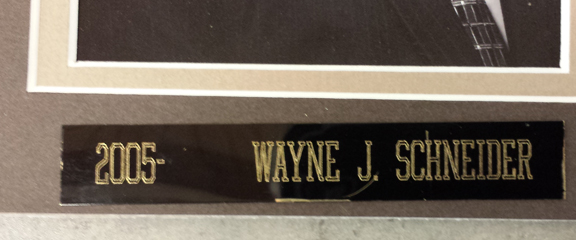 2005- WAYNE J. SCHNEIDER